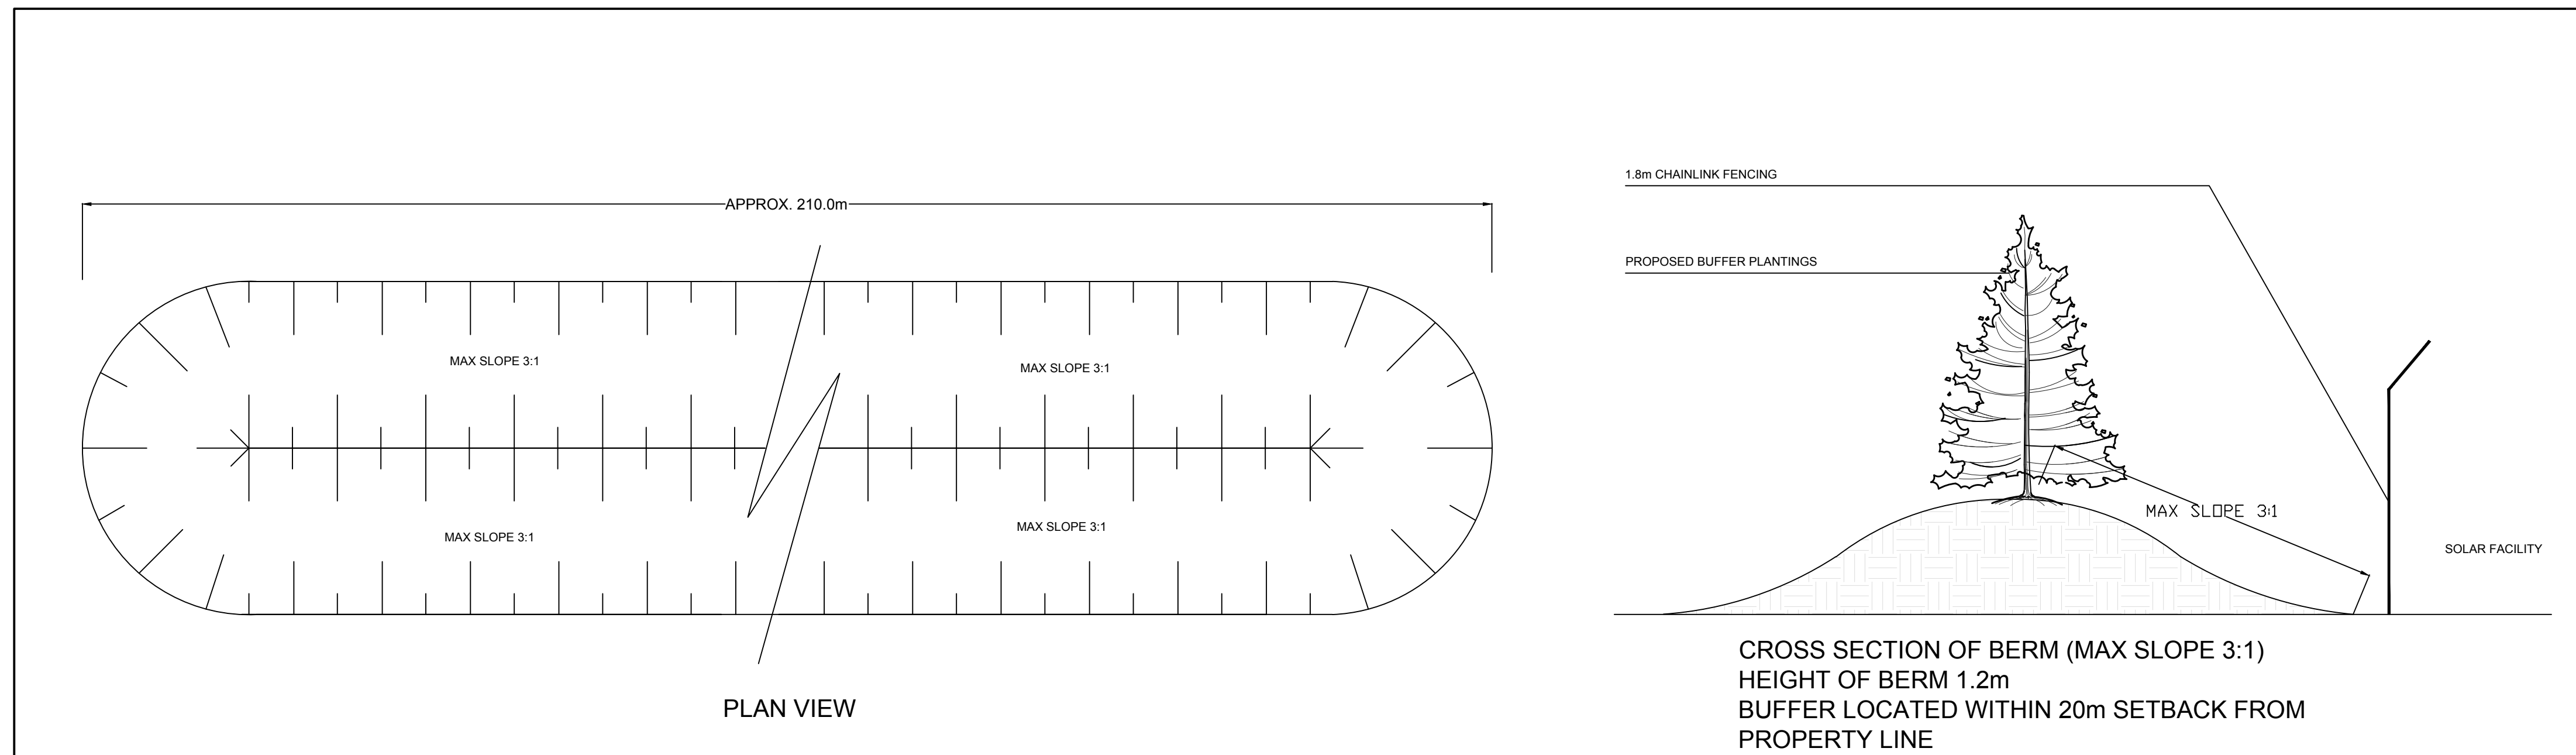 APPROX. 210.0m
MAX SLOPE 3:1
MAX SLOPE 3:1
MAX SLOPE 3:1
MAX SLOPE 3:1
PLAN VIEW
1.8m CHAINLINK FENCING
PROPOSED BUFFER PLANTINGS
MAX SLOPE 3:1
SOLAR FACILITY
CROSS SECTION OF BERM (MAX SLOPE 3:1)
HEIGHT OF BERM 1.2m
BUFFER LOCATED WITHIN 20m SETBACK FROM
PROPERTY LINE